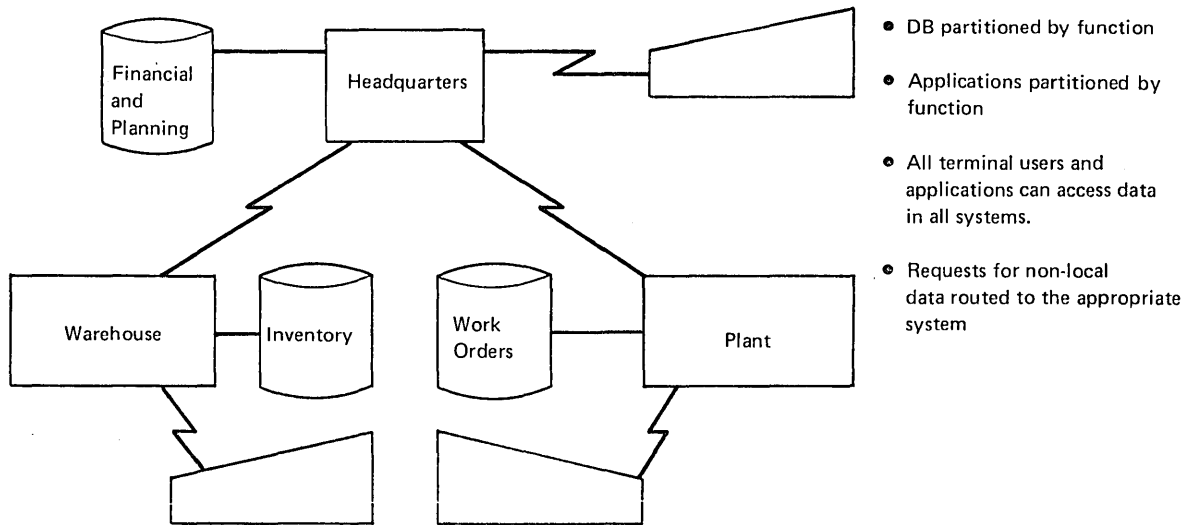 Financial
and
Planning
Headquarters
Warehouse
Inventory
Work
Orders
Plant
• DB partitioned by function
• Applications partitioned by
function
• All terminal users and
applications can access data
in all systems.
• Requests for non-local
data routed to the appropriate
system